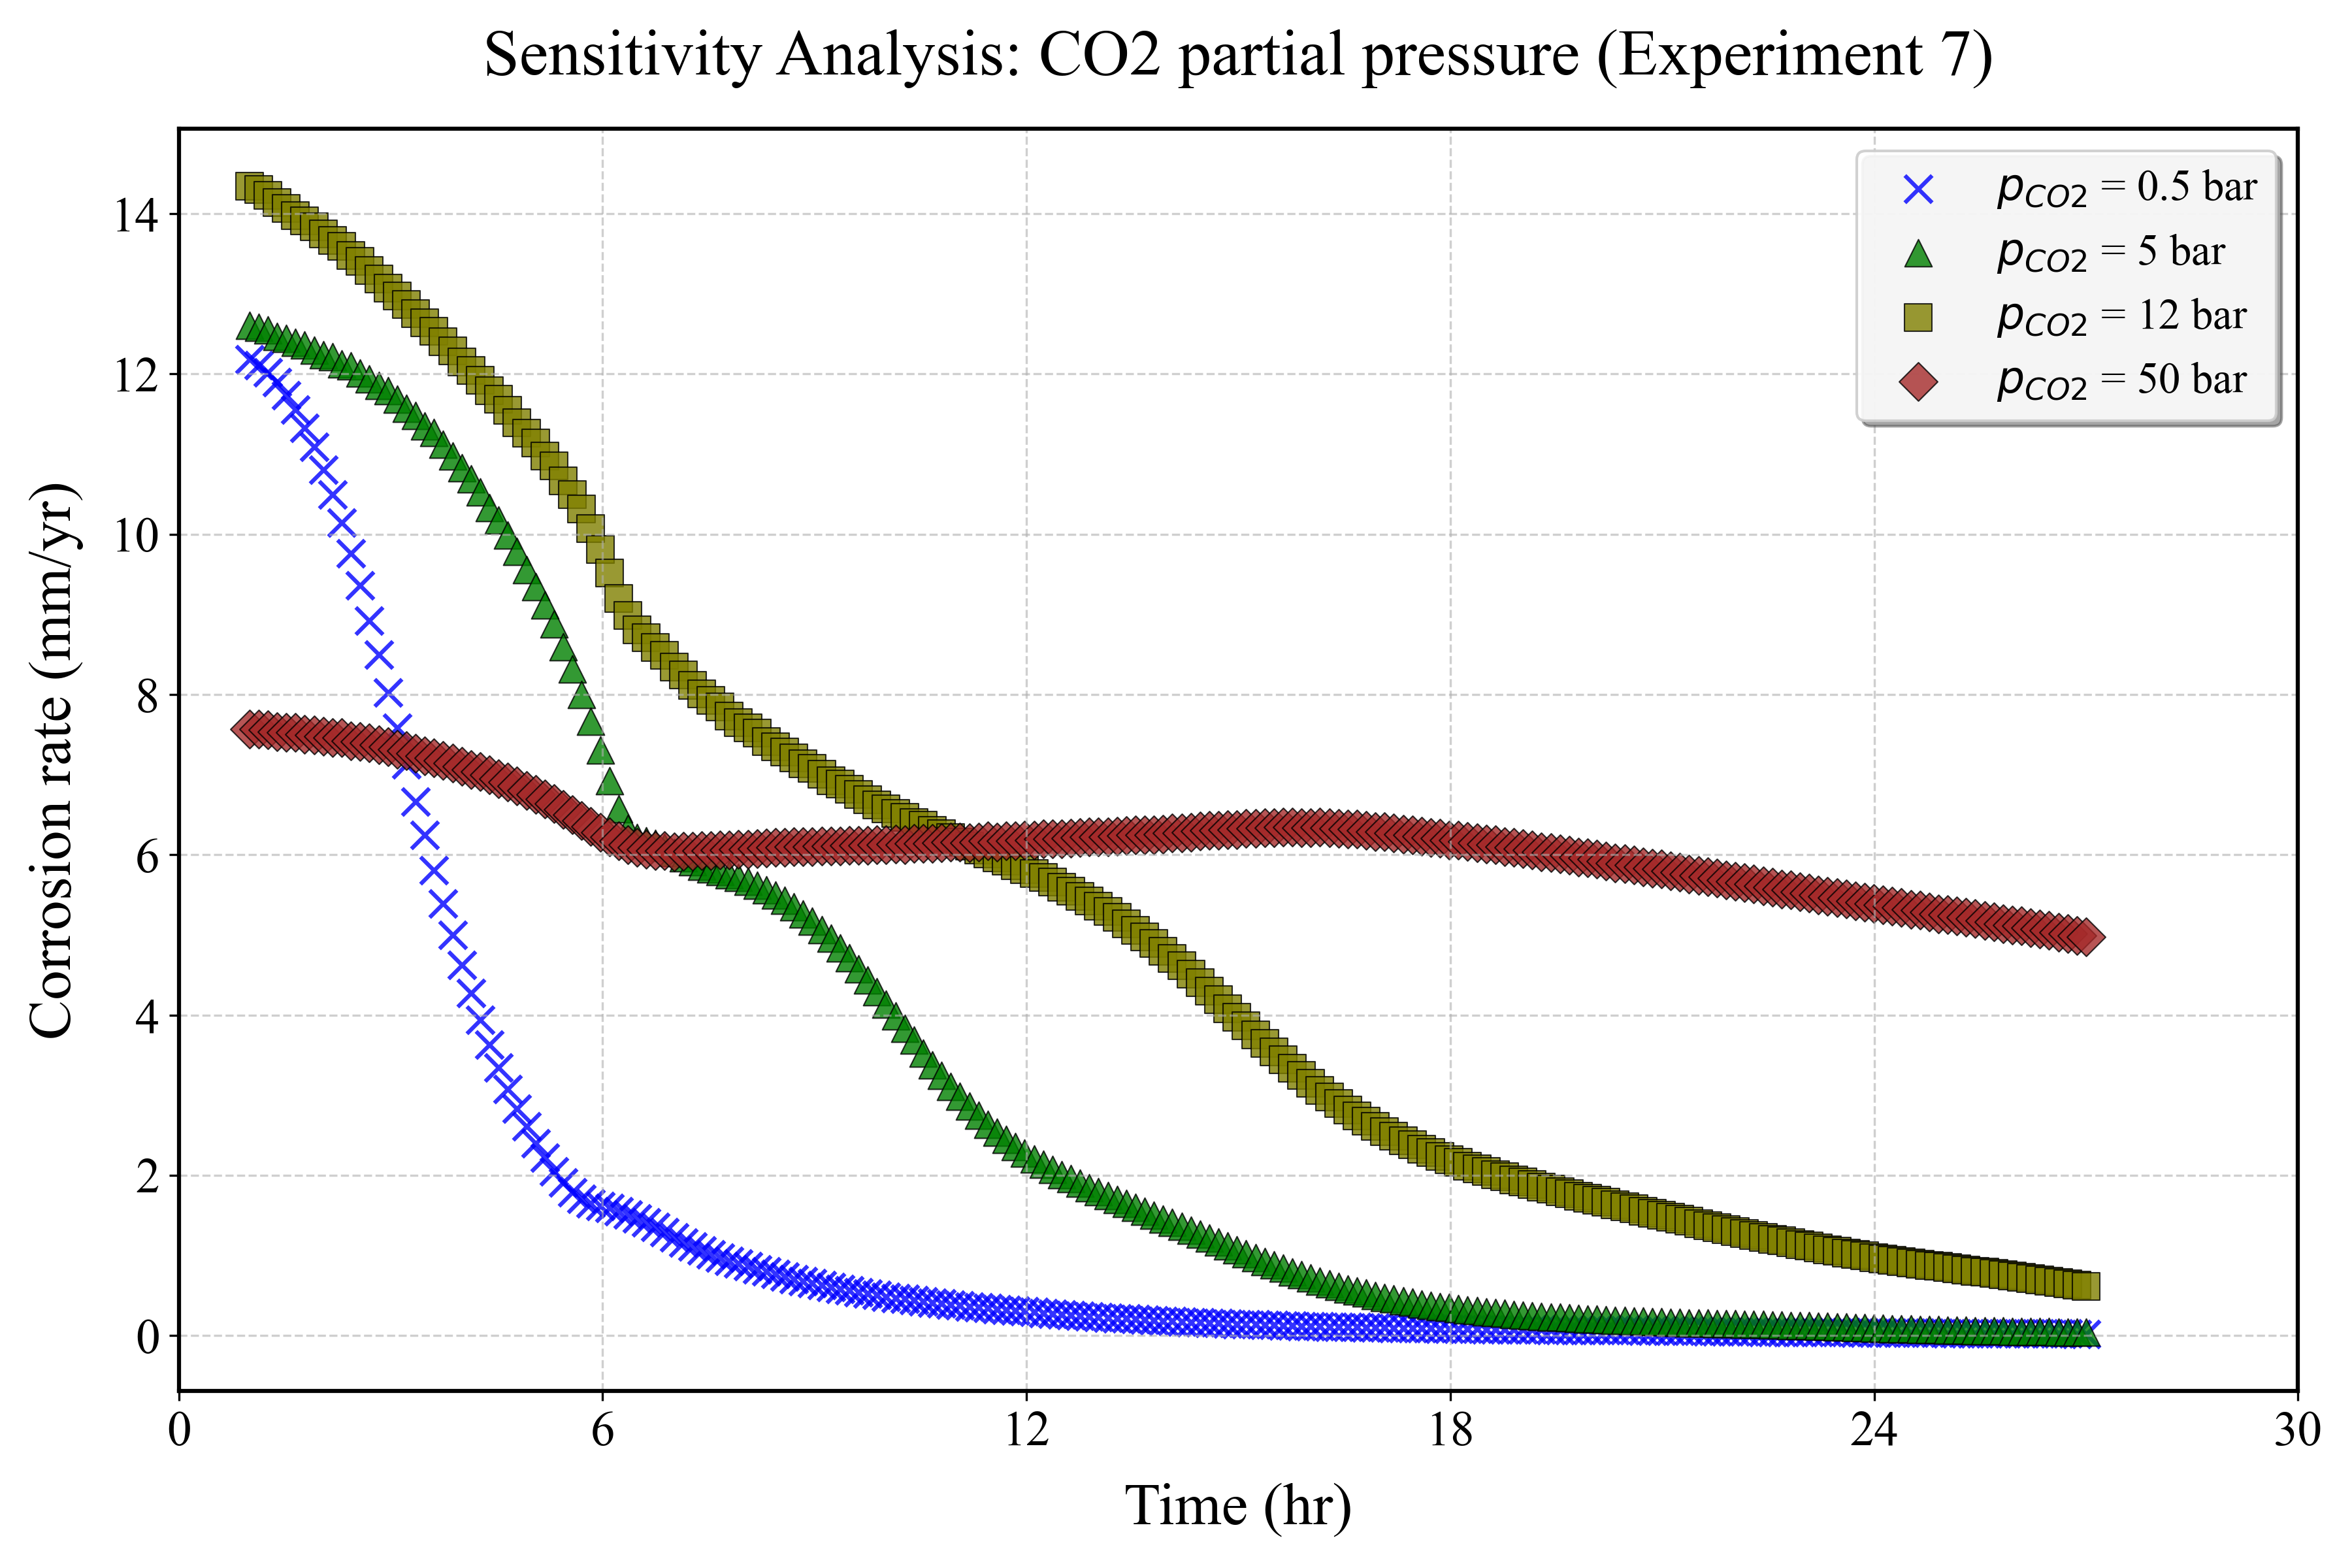 Sensitivity Analysis: CO2 partial pressure (Experiment 7)
Corrosion rate (mm/yr)
14
12
10
8
6
4
2
0
p_CO2 = 0.5 bar
p_CO2 = 5 bar
p_CO2 = 12 bar
p_CO2 = 50 bar
0 6 12 18 24 30
Time (hr)